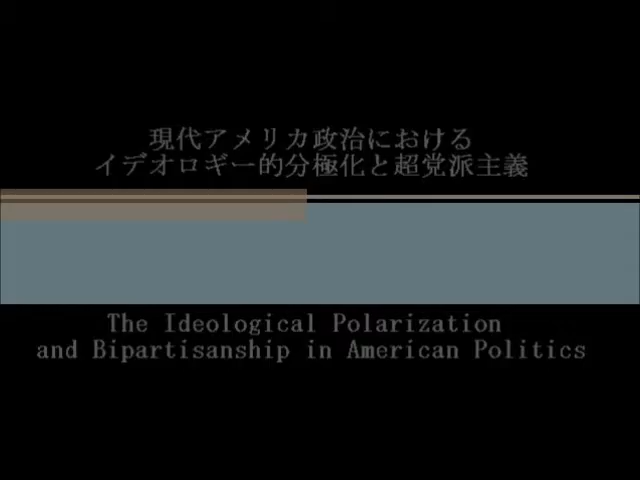 現代アメリカ政治における
イデオロギー的分極化と超党派主義
The Ideological Polarization
and Bipartisanship in American Politics